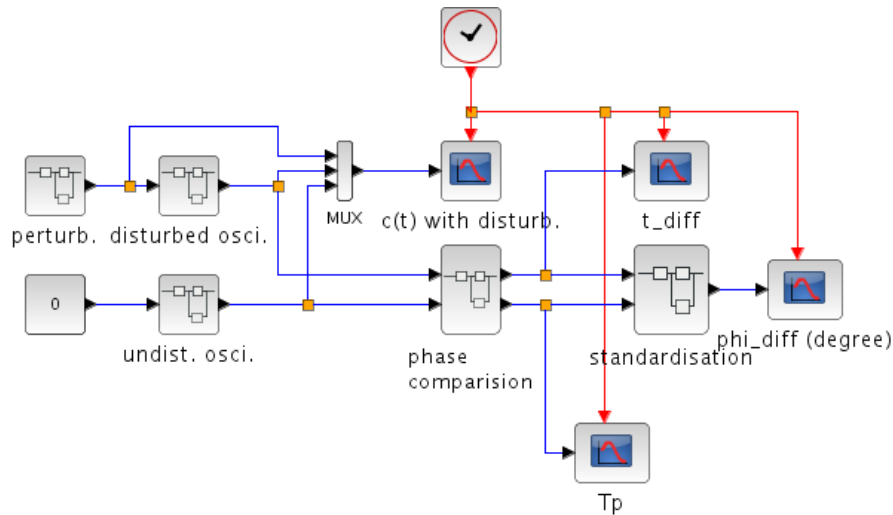 MUX
c(t) with disturb.
t_diff
perturb.
disturbed osci.
0
undist. osci.
phase
comparision
standardisation
phi_diff (degree)
Tp